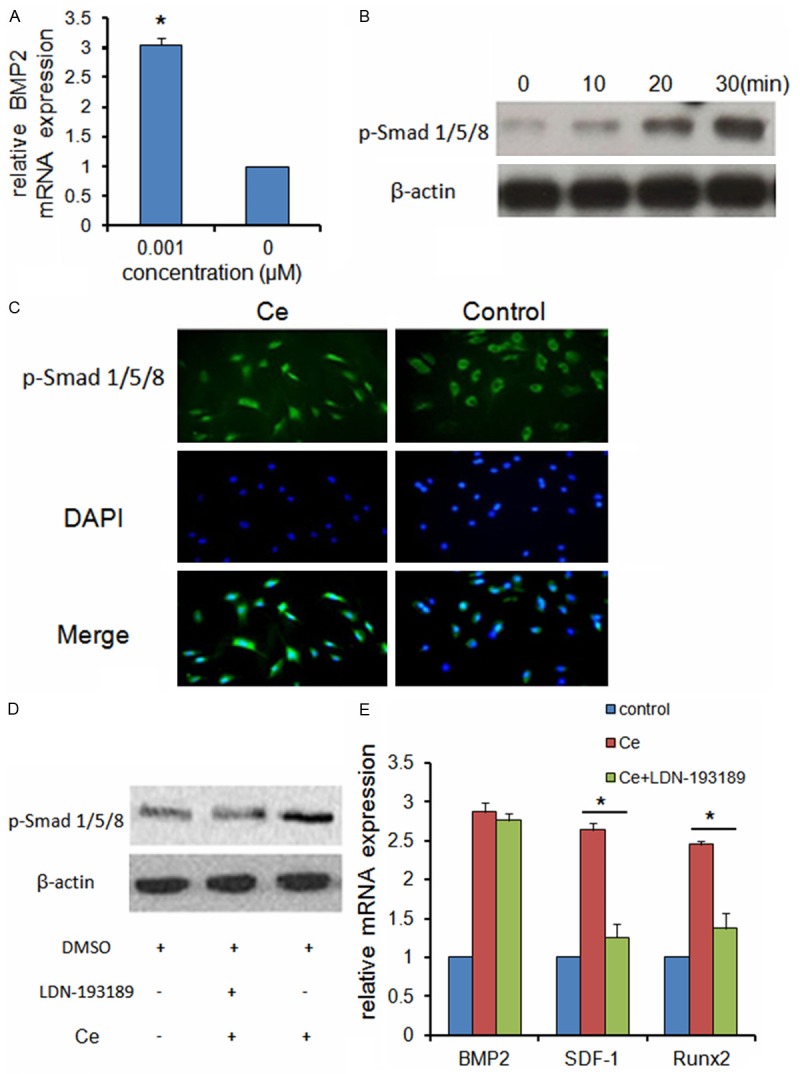 A
relative BMP2
mRNA expression
3.5
3
2.5
2
1.5
1
0.5
0
*
0.001 0
concentration (μM)
B
0 10 20 30(min)
p-Smad 1/5/8
β-actin
C
Ce Control
p-Smad 1/5/8
DAPI
Merge
D
p-Smad 1/5/8
β-actin
DMSO + + +
LDN-193189 - + -
Ce - + +
E
control
Ce
Ce+LDN-193189
relative mRNA expression
3.5
3
2.5
2
1.5
1
0.5
0
* *
BMP2 SDF-1 Runx2